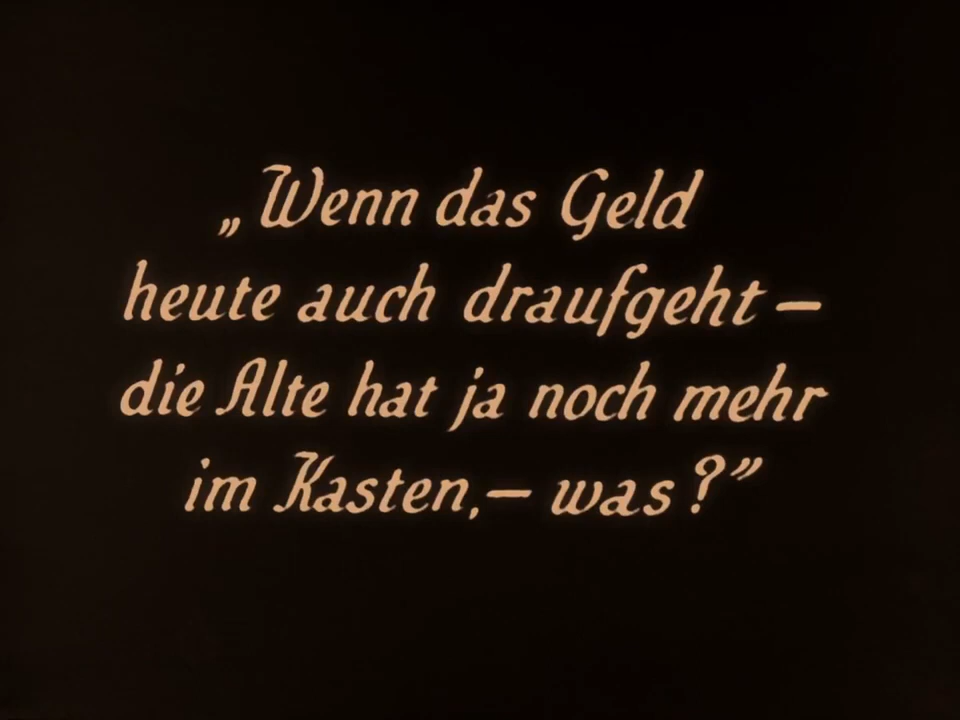 „Wenn das Geld
heute auch draufgeht —
die Alte hat ja noch mehr
im Kasten, — was?”